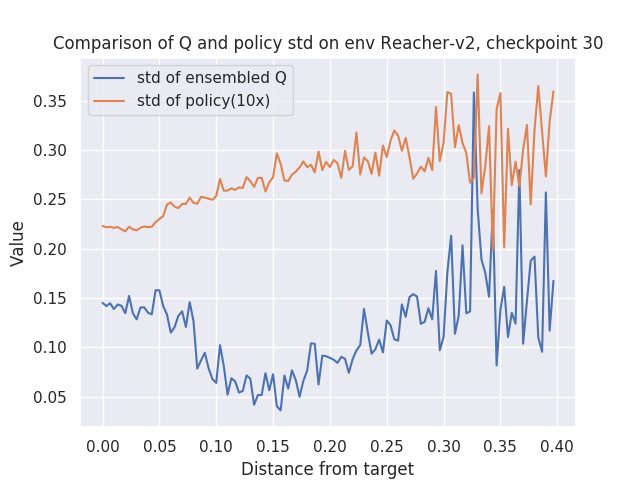 Comparison of Q and policy std on env Reacher-v2, checkpoint 30
std of ensembled Q
std of policy(10x)
Value
0.35
0.30
0.25
0.20
0.15
0.10
0.05
0.00 0.05 0.10 0.15 0.20 0.25 0.30 0.35 0.40
Distance from target